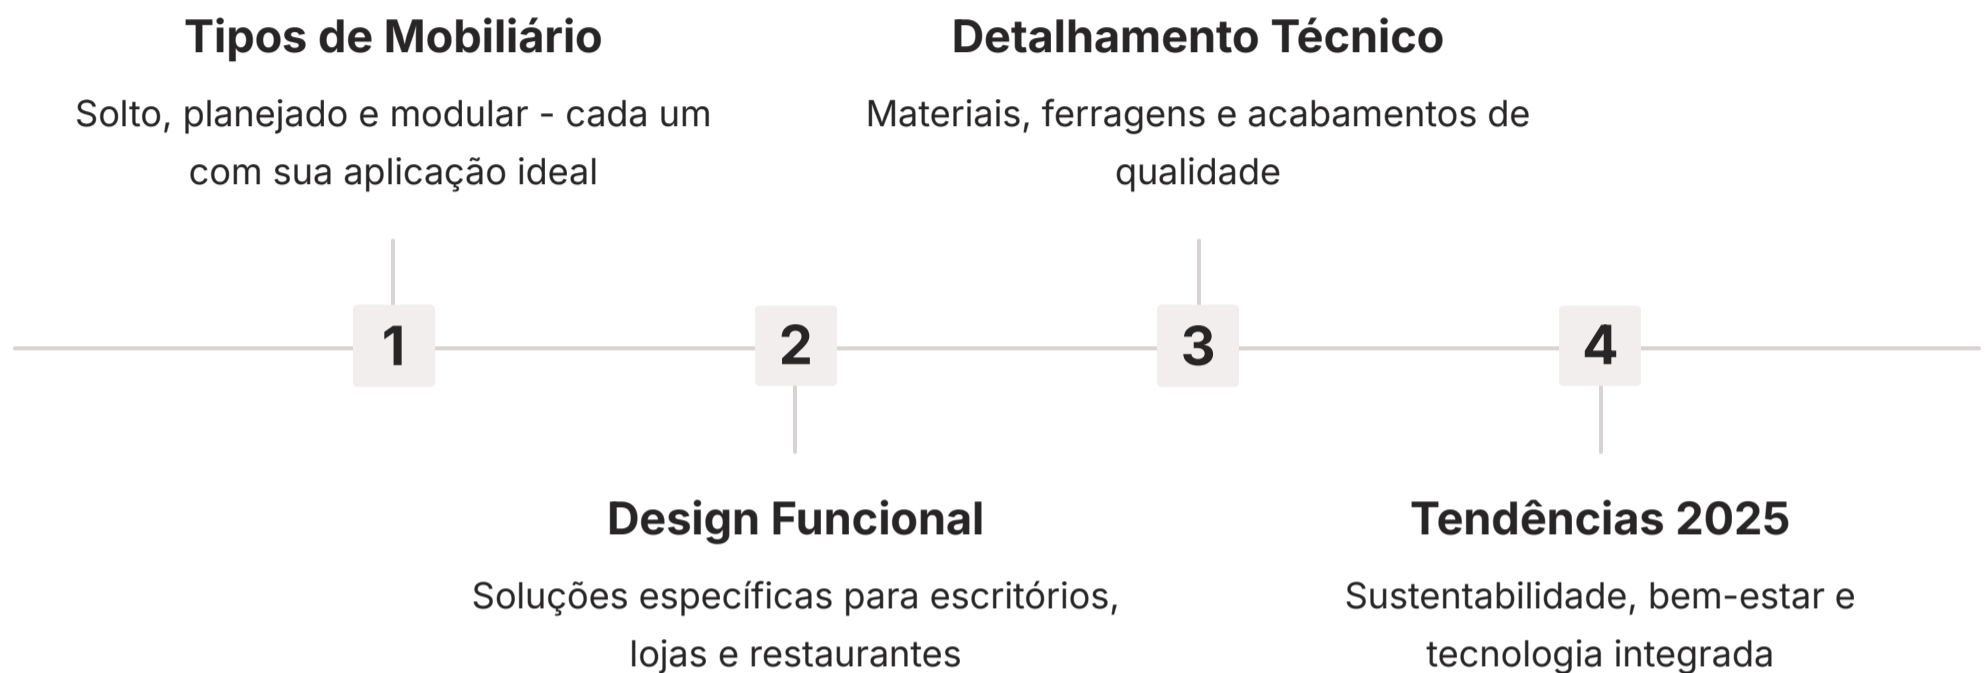 Tipos de Mobiliário
Solto, planejado e modular - cada um
com sua aplicação ideal
Detalhamento Técnico
Materiais, ferragens e acabamentos de
qualidade
1
2
3
4
Design Funcional
Soluções específicas para escritórios,
lojas e restaurantes
Tendências 2025
Sustentabilidade, bem-estar e
tecnologia integrada